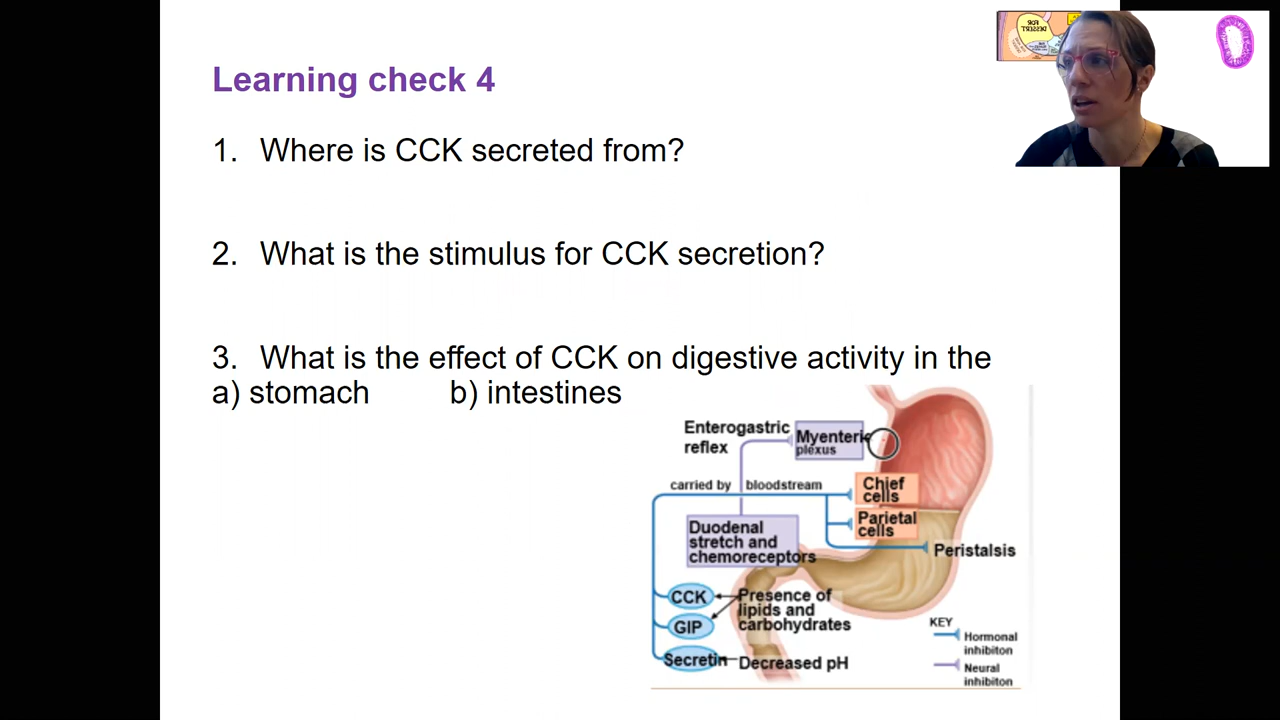 Learning check 4
1. Where is CCK secreted from?
2. What is the stimulus for CCK secretion?
3. What is the effect of CCK on digestive activity in the
a) stomach b) intestines
Enterogastric
reflex
Myenteric
plexus
carried by bloodstream
Chief
cells
Duodenal
stretch and
chemoreceptors
Parietal
cells
Peristalsis
CCK
GIP
Presence of
lipids and
carbohydrates
Secretin
Decreased pH
KEY
Hormonal
inhibiton
Neural
inhibiton